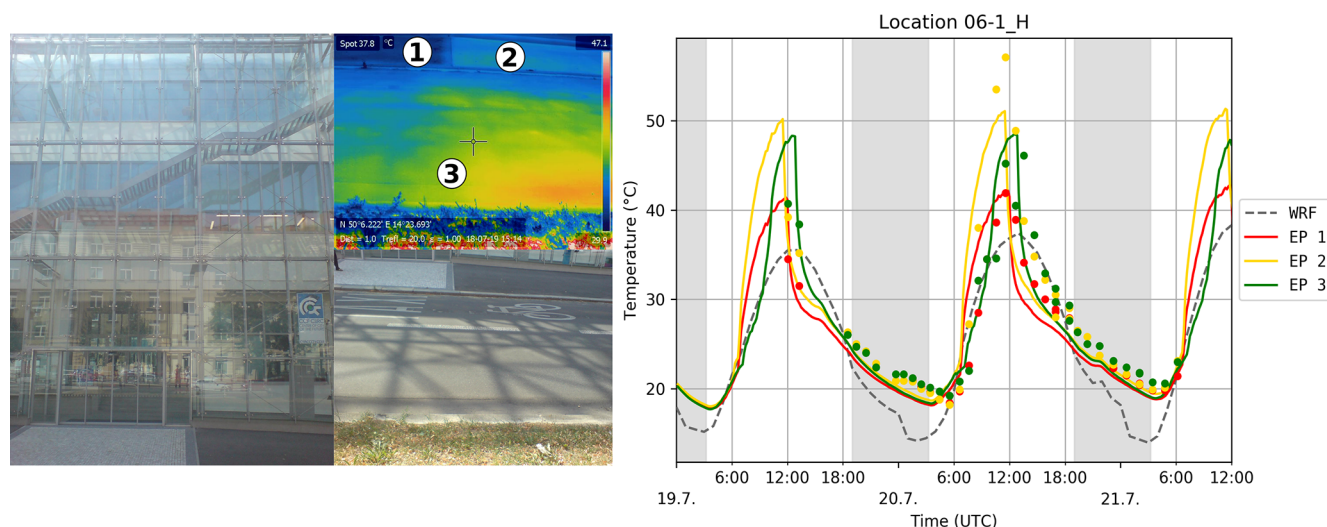 Spot 37.8 °C
47.1
1
2
3
N 50°6.222' E 14°23.693'
Dist = 1.0 Trefl = 20.0 ε = 1.00 18-07-19 15:14
29.9
Location 06-1_H
Temperature (°C)
50
40
30
20
6:00 12:00 18:00 6:00 12:00 18:00 6:00 12:00
19.7. 20.7. 21.7.
Time (UTC)
WRF
EP 1
EP 2
EP 3